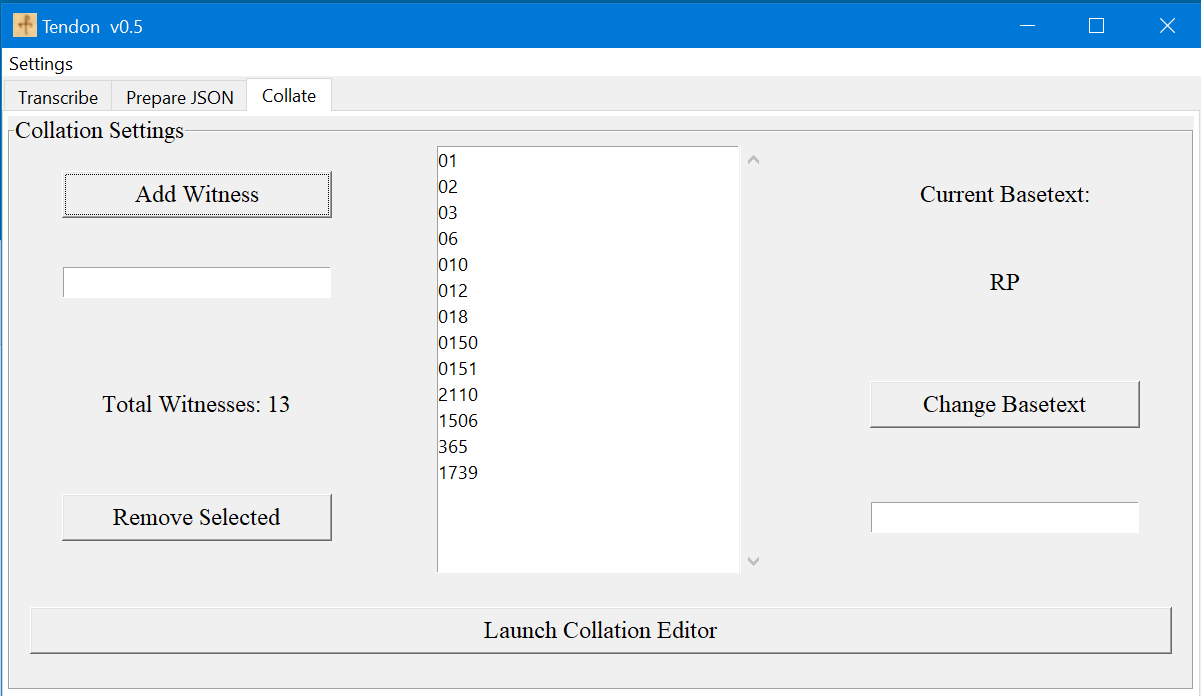 Tendon v0.5
Settings
Transcribe Prepare JSON Collate
Collation Settings
Add Witness
Total Witnesses: 13
Remove Selected
01
02
03
06
010
012
018
0150
0151
2110
1506
365
1739
Current Basetext:
RP
Change Basetext
Launch Collation Editor